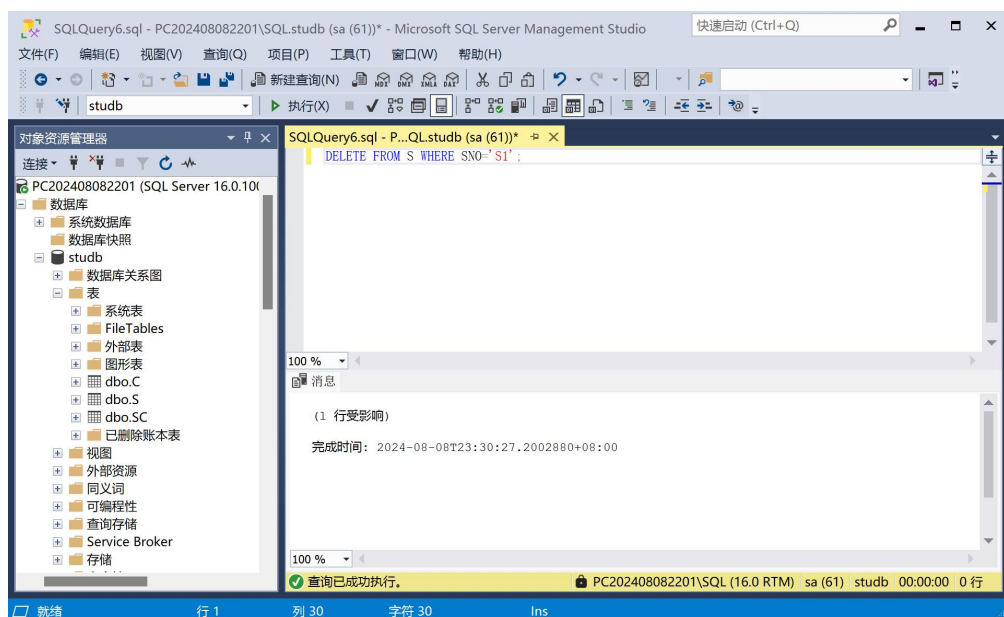 SQLQuery6.sql - PC202408082201\SQL.studb (sa (61))* - Microsoft SQL Server Management Studio
快速启动 (Ctrl+Q)
文件(F) 编辑(E) 视图(V) 查询(Q) 项目(P) 工具(T) 窗口(W) 帮助(H)
新建查询(N) MDX DMX XMLA DAX
studb 执行(X)
对象资源管理器
SQLQuery6.sql - P...QL.studb (sa (61))*
连接
DELETE FROM S WHERE SNO='S1';
PC202408082201 (SQL Server 16.0.100
数据库
系统数据库
数据库快照
studb
数据库关系图
表
系统表
FileTables
外部表
图形表
dbo.C
dbo.S
dbo.SC
已删除账本表
视图
外部资源
同义词
可编程性
查询存储
Service Broker
存储
100 %
消息
(1 行受影响)
完成时间: 2024-08-08T23:30:27.2002880+08:00
100 %
查询已成功执行。
PC202408082201\SQL (16.0 RTM) sa (61) studb 00:00:00 0 行
就绪 行 1 列 30 字符 30 Ins